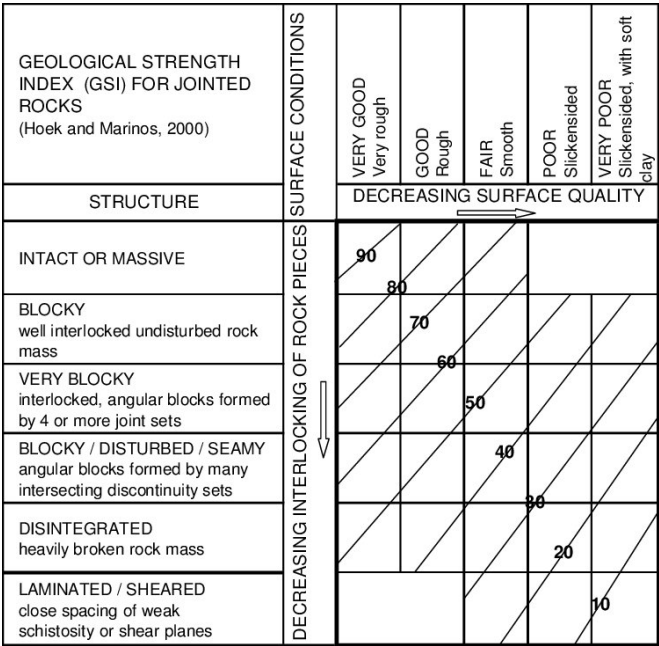 GEOLOGICAL STRENGTH
INDEX (GSI) FOR JOINTED
ROCKS
(Hoek and Marinos, 2000)
SURFACE CONDITIONS
VERY GOOD
Very rough
GOOD
Rough
FAIR
Smooth
POOR
Slickensided
VERY POOR
Slickensided, with soft
clay
STRUCTURE
DECREASING SURFACE QUALITY
DECREASING INTERLOCKING OF ROCK PIECES
INTACT OR MASSIVE
90
80
BLOCKY
well interlocked undisturbed rock
mass
70
60
VERY BLOCKY
interlocked, angular blocks formed
by 4 or more joint sets
50
BLOCKY / DISTURBED / SEAMY
angular blocks formed by many
intersecting discontinuity sets
40
30
DISINTEGRATED
heavily broken rock mass
20
LAMINATED / SHEARED
close spacing of weak
schistosity or shear planes
10